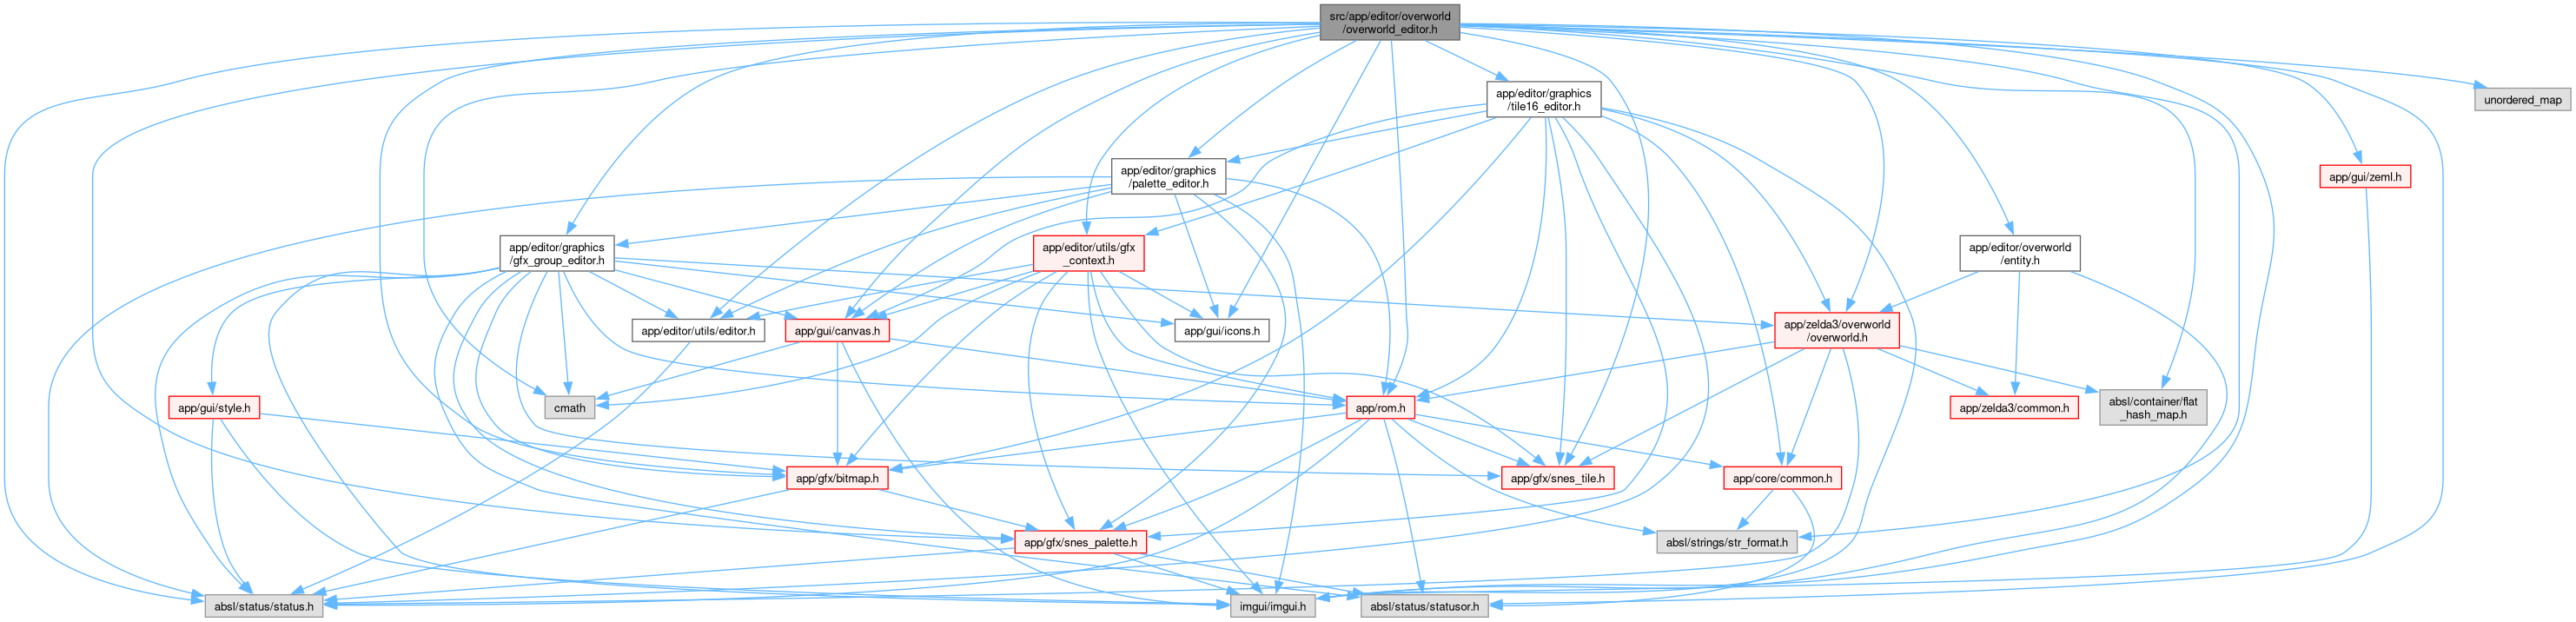 src/app/editor/overworld
/overworld_editor.h
app/editor/graphics
/tile16_editor.h
unordered_map
app/editor/graphics
/palette_editor.h
app/gui/zeml.h
app/editor/graphics
/gfx_group_editor.h
app/editor/utils/gfx
_context.h
app/editor/overworld
/entity.h
app/editor/utils/editor.h
app/gui/canvas.h
app/gui/icons.h
app/zelda3/overworld
/overworld.h
app/gui/style.h
cmath
app/rom.h
app/zelda3/common.h
absl/container/flat
_hash_map.h
app/gfx/bitmap.h
app/gfx/snes_tile.h
app/core/common.h
app/gfx/snes_palette.h
absl/strings/str_format.h
absl/status/status.h
imgui/imgui.h
absl/status/statusor.h